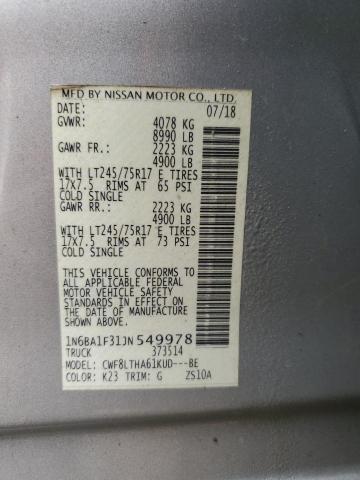 MFD BY NISSAN MOTOR CO., LTD.
DATE: 07/18
GVWR: 4078 KG
8990 LB
GAWR FR.: 2223 KG
4900 LB
WITH LT245/75R17 E TIRES
17X7.5 RIMS AT 65 PSI
COLD SINGLE
GAWR RR.: 2223 KG
4900 LB
WITH LT245/75R17 E TIRES
17X7.5 RIMS AT 73 PSI
COLD SINGLE
THIS VEHICLE CONFORMS TO
ALL APPLICABLE FEDERAL
MOTOR VEHICLE SAFETY
STANDARDS IN EFFECT ON
THE DATE OF MANUFACTURE
SHOWN ABOVE.
1N6BA1F31JN549978
TRUCK 373514
MODEL: CWF8LTHA61KUD---BE
COLOR: K23 TRIM: G ZS10A